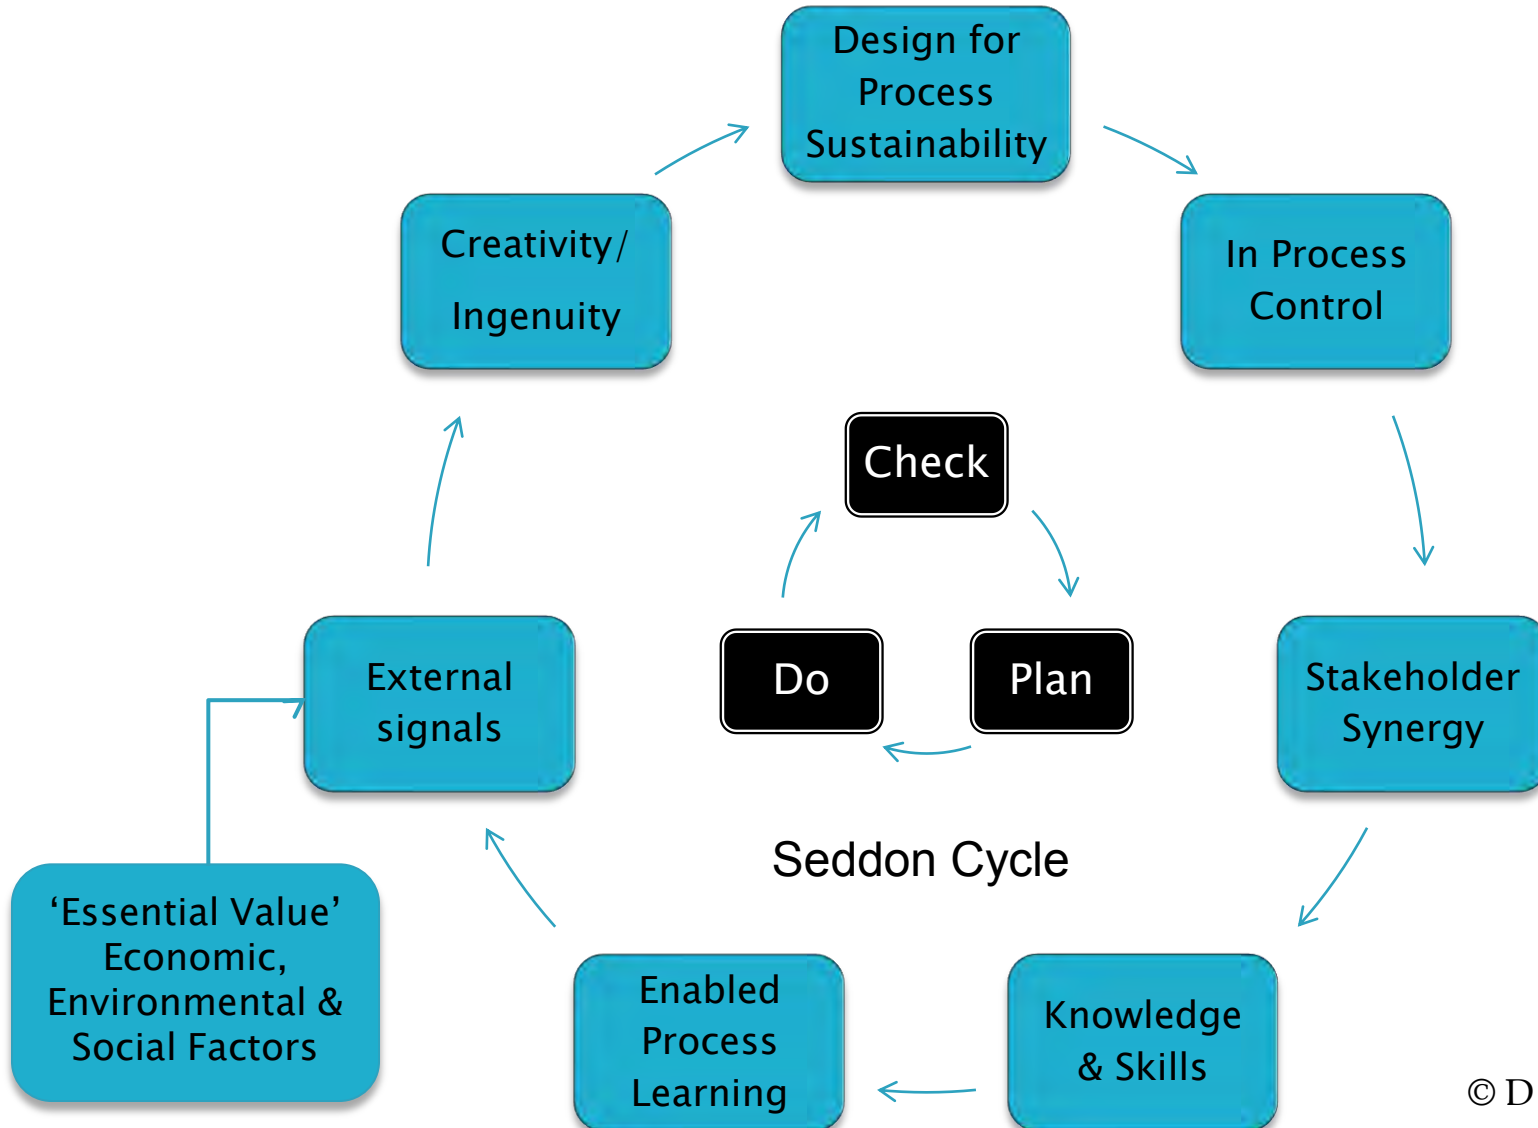 Design for
Process
Sustainability
Creativity/
Ingenuity
In Process
Control
Check
Do
Plan
External
signals
Stakeholder
Synergy
Seddon Cycle
‘Essential Value’
Economic,
Environmental &
Social Factors
Enabled
Process
Learning
Knowledge
& Skills
© D